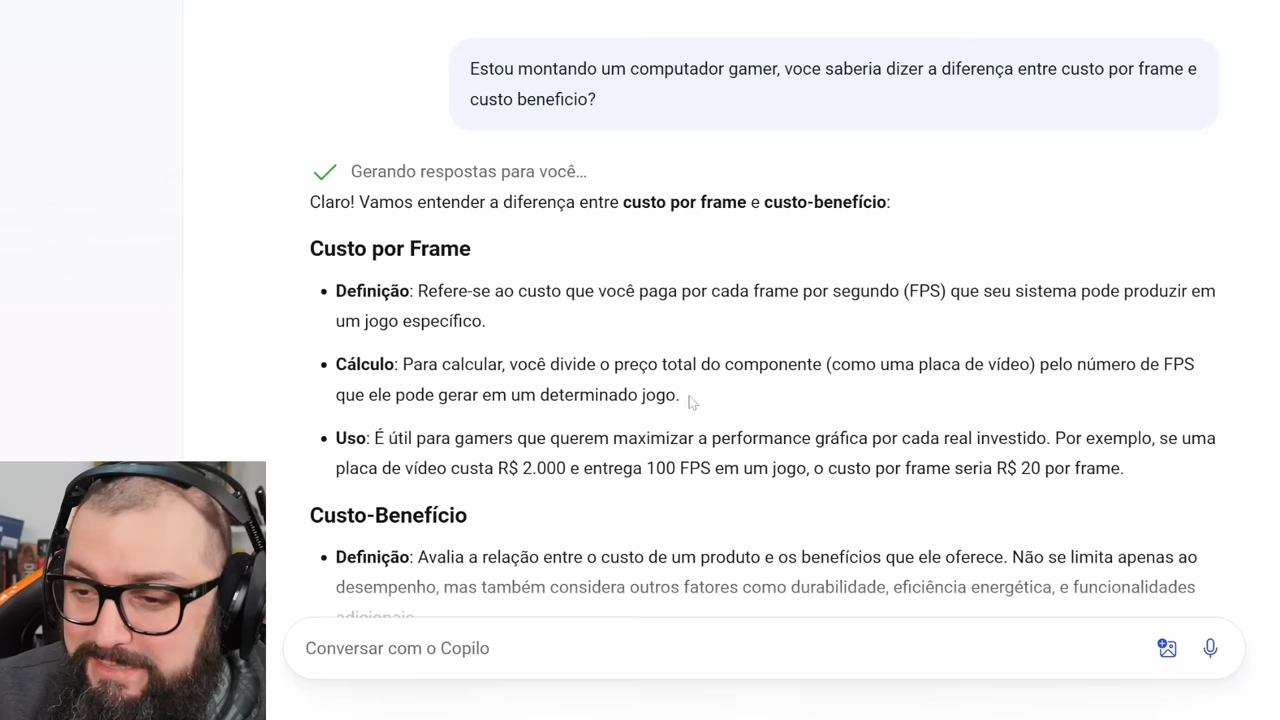 Estou montando um computador gamer, voce saberia dizer a diferença entre custo por frame e
custo beneficio?
Gerando respostas para você...
Claro! Vamos entender a diferença entre custo por frame e custo-benefício:
Custo por Frame
Definição: Refere-se ao custo que você paga por cada frame por segundo (FPS) que seu sistema pode produzir em
um jogo específico.
Cálculo: Para calcular, você divide o preço total do componente (como uma placa de vídeo) pelo número de FPS
que ele pode gerar em um determinado jogo.
Uso: É útil para gamers que querem maximizar a performance gráfica por cada real investido. Por exemplo, se uma
placa de vídeo custa R$ 2.000 e entrega 100 FPS em um jogo, o custo por frame seria R$ 20 por frame.
Custo-Benefício
Definição: Avalia a relação entre o custo de um produto e os benefícios que ele oferece. Não se limita apenas ao
desempenho, mas também considera outros fatores como durabilidade, eficiência energética, e funcionalidades
adicionais.
Conversar com o Copilo